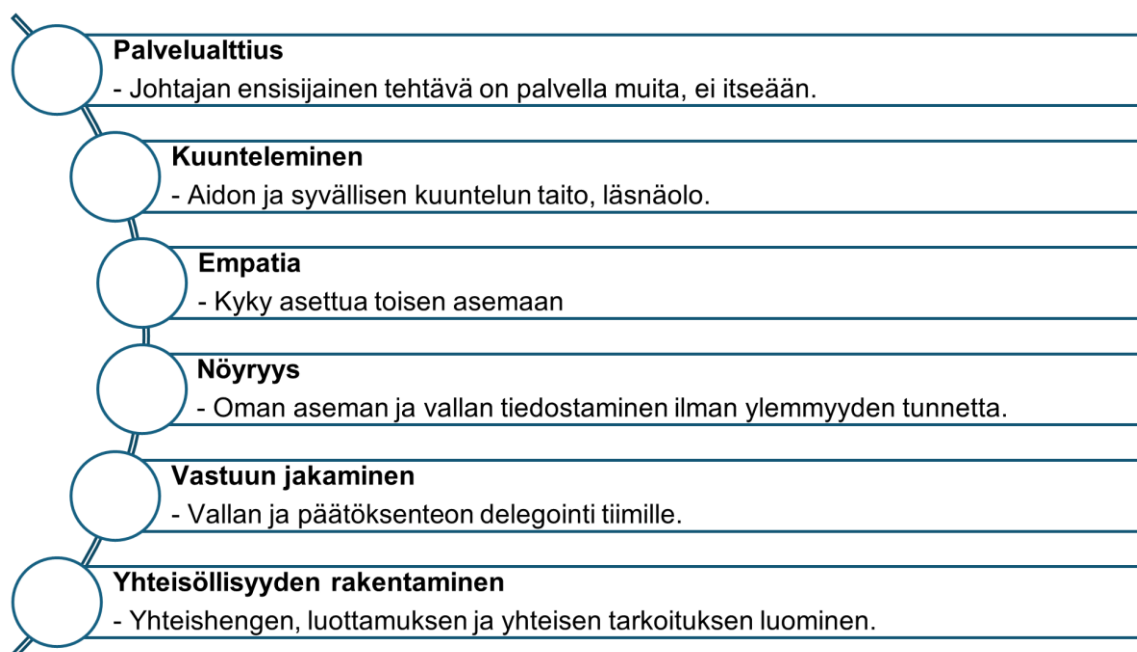 Palvelualttius
- Johtajan ensisijainen tehtävä on palvella muita, ei itseään.
Kuunteleminen
- Aidon ja syvällisen kuuntelun taito, läsnäolo.
Empatia
- Kyky asettua toisen asemaan
Nöyryys
- Oman aseman ja vallan tiedostaminen ilman ylemmyyden tunnetta.
Vastuun jakaminen
- Vallan ja päätöksenteon delegointi tiimille.
Yhteisöllisyyden rakentaminen
- Yhteishengen, luottamuksen ja yhteisen tarkoituksen luominen.